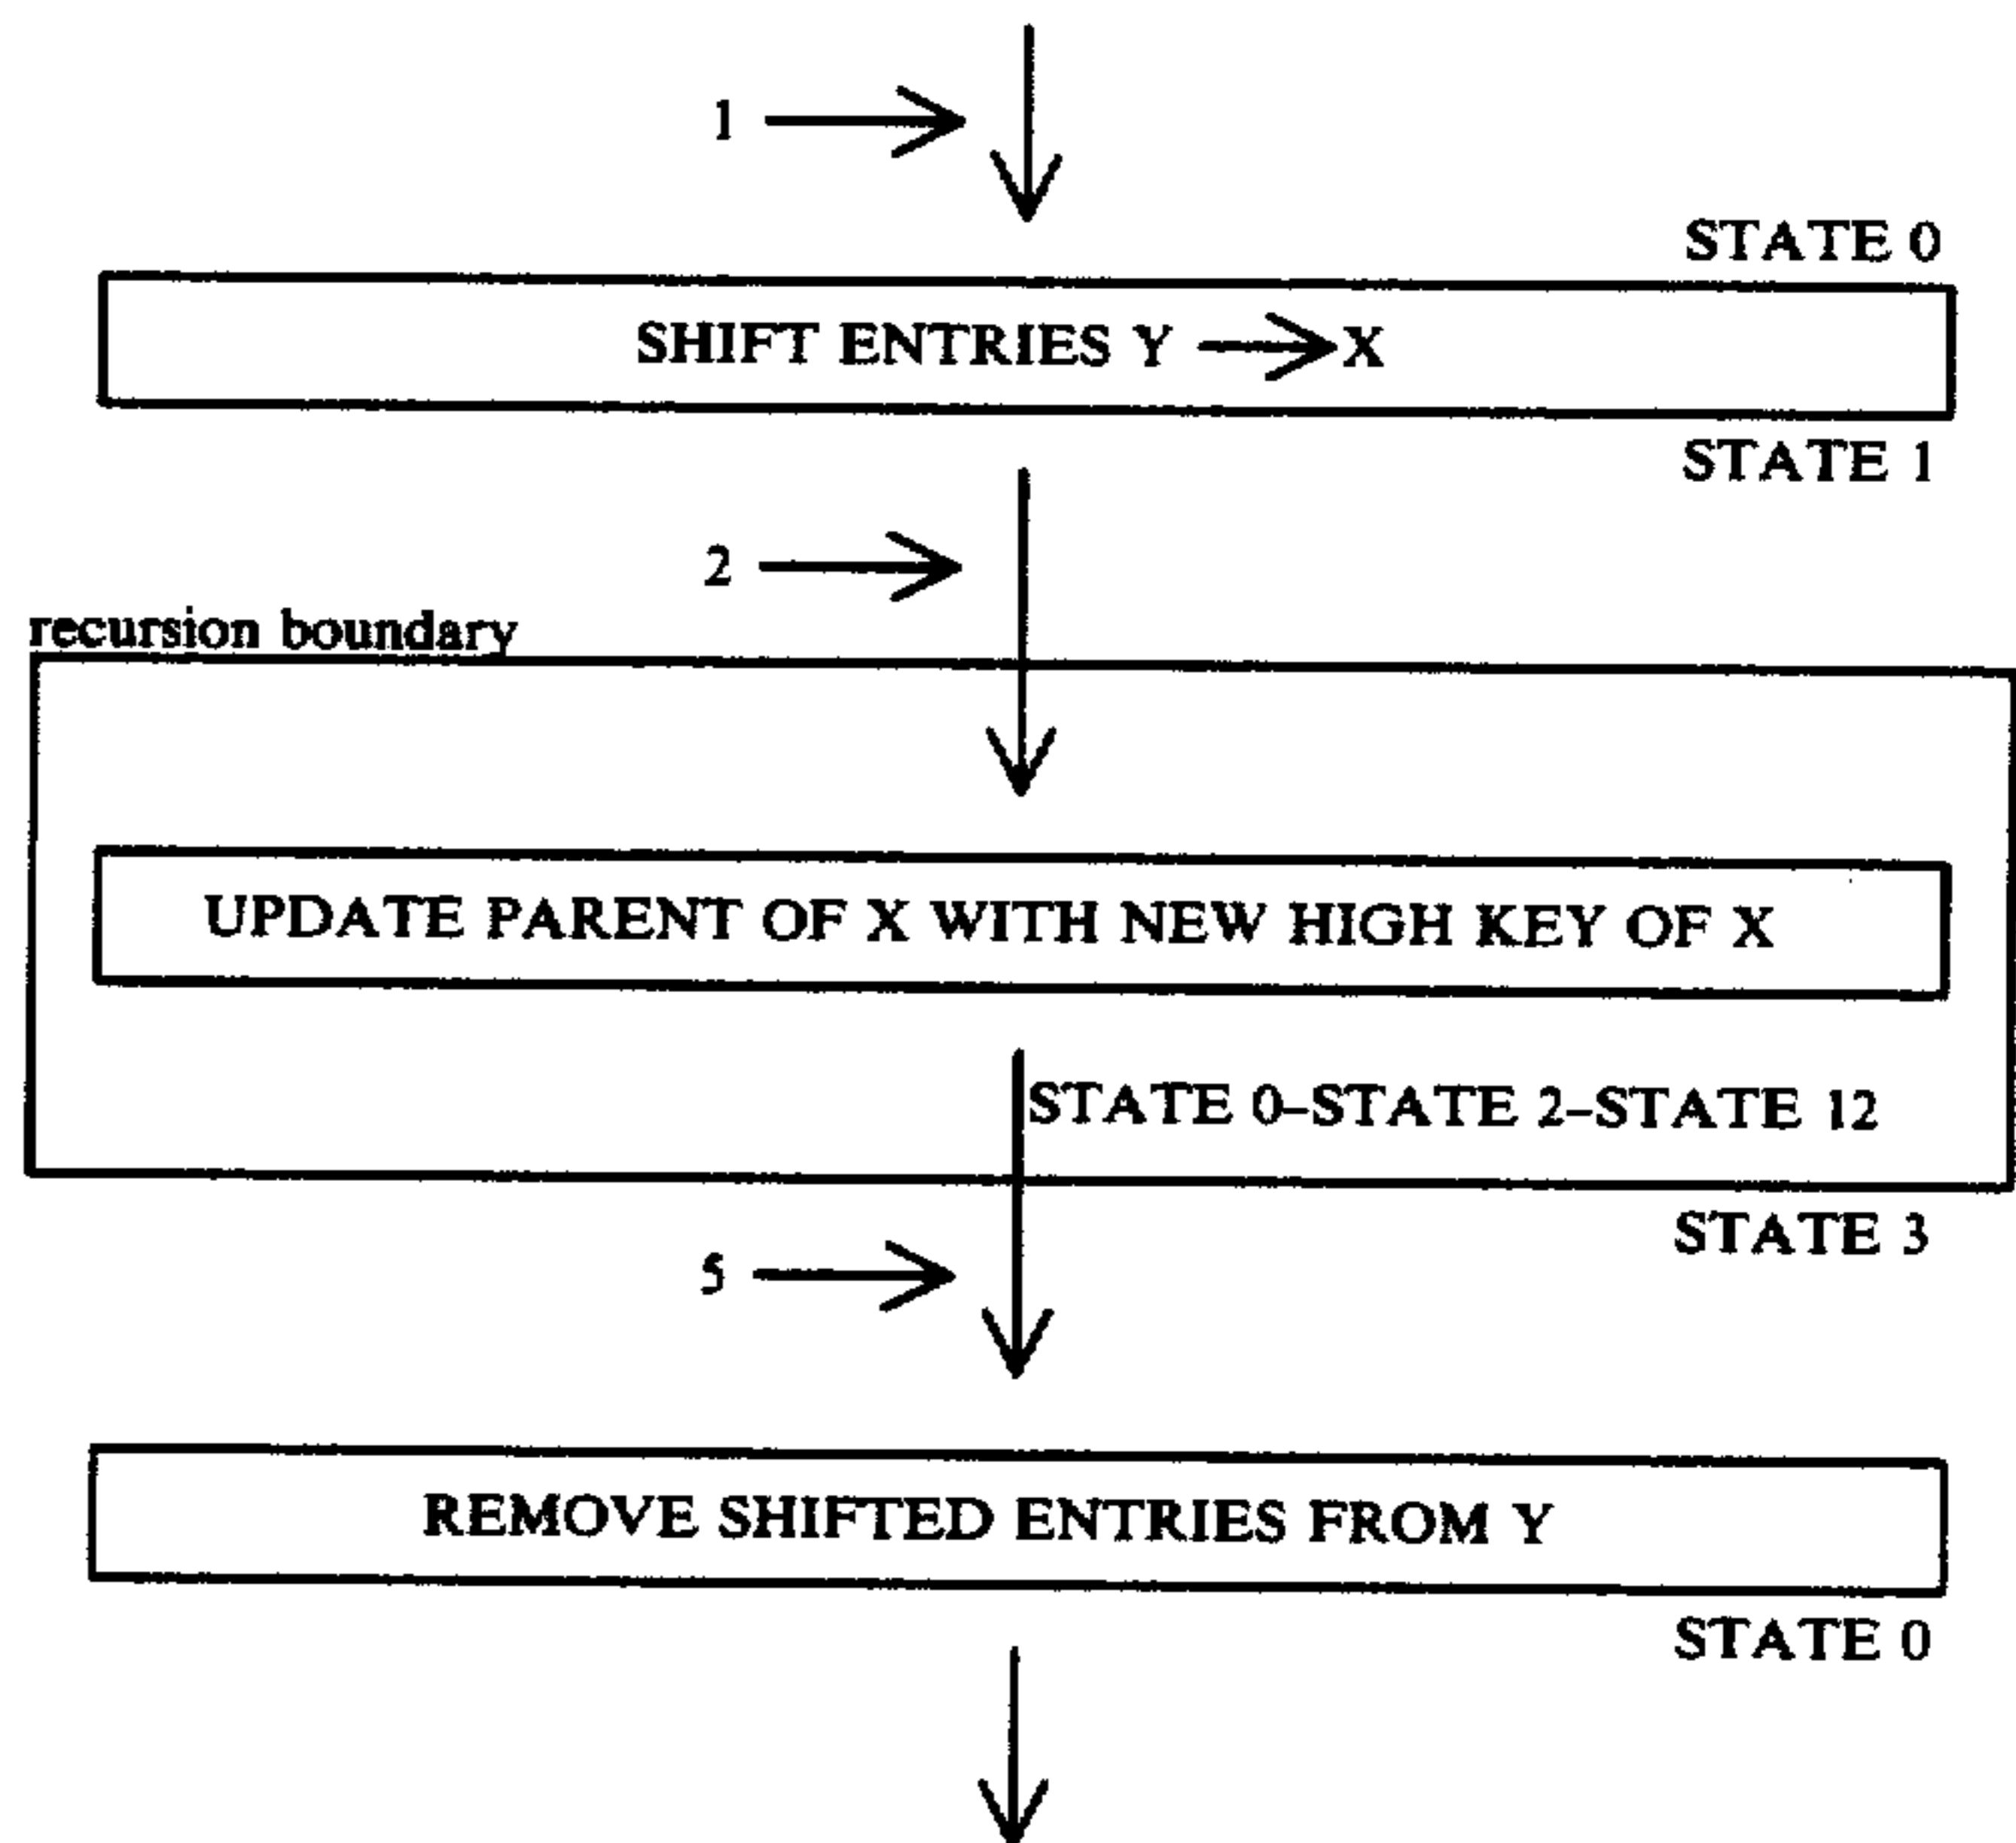 1
STATE 0
SHIFT ENTRIES Y → X
STATE 1
2
recursion boundary
UPDATE PARENT OF X WITH NEW HIGH KEY OF X
STATE 0-STATE 2-STATE 12
STATE 3
5
REMOVE SHIFTED ENTRIES FROM Y
STATE 0